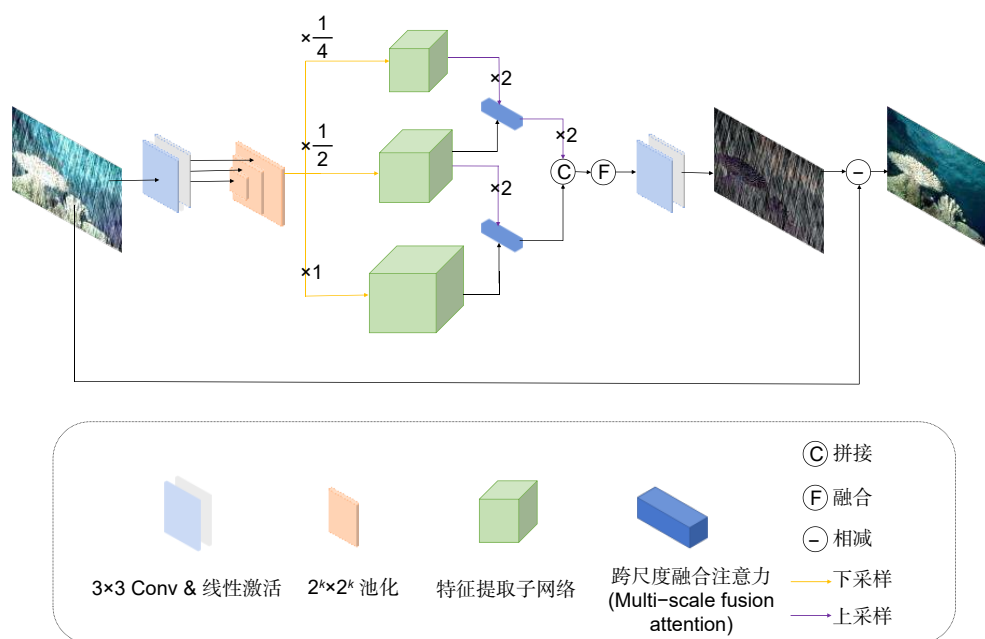 ×1/4
×2
×1/2
×2
C
F
−
×2
×1
C 拼接
F 融合
− 相减
3×3 Conv & 线性激活
2ᵏ×2ᵏ 池化
特征提取子网络
跨尺度融合注意力
(Multi−scale fusion
attention)
下采样
上采样